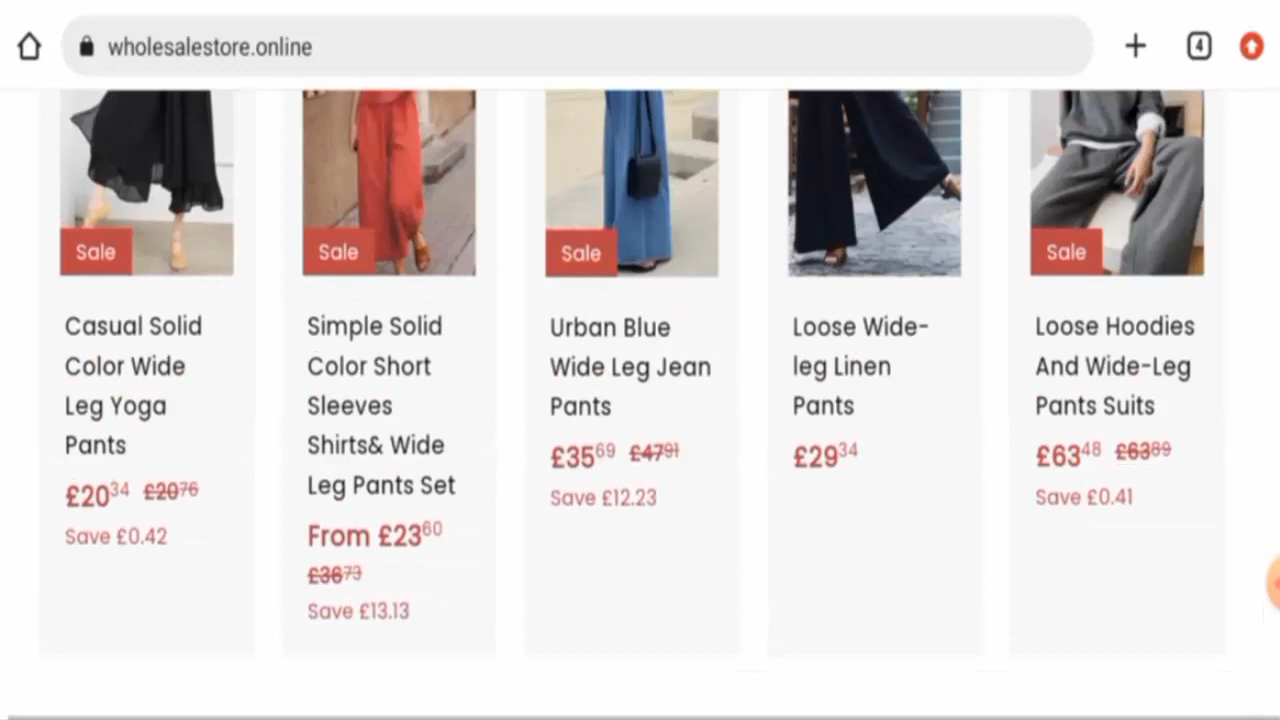 wholesalestore.online
4
Sale
Sale
Sale
Sale
Casual Solid
Color Wide
Leg Yoga
Pants
£20.34 £20.76
Save £0.42
Simple Solid
Color Short
Sleeves
Shirts& Wide
Leg Pants Set
From £23.60
£36.73
Save £13.13
Urban Blue
Wide Leg Jean
Pants
£35.69 £47.91
Save £12.23
Loose Wide-
leg Linen
Pants
£29.34
Loose Hoodies
And Wide-Leg
Pants Suits
£63.48 £63.89
Save £0.41